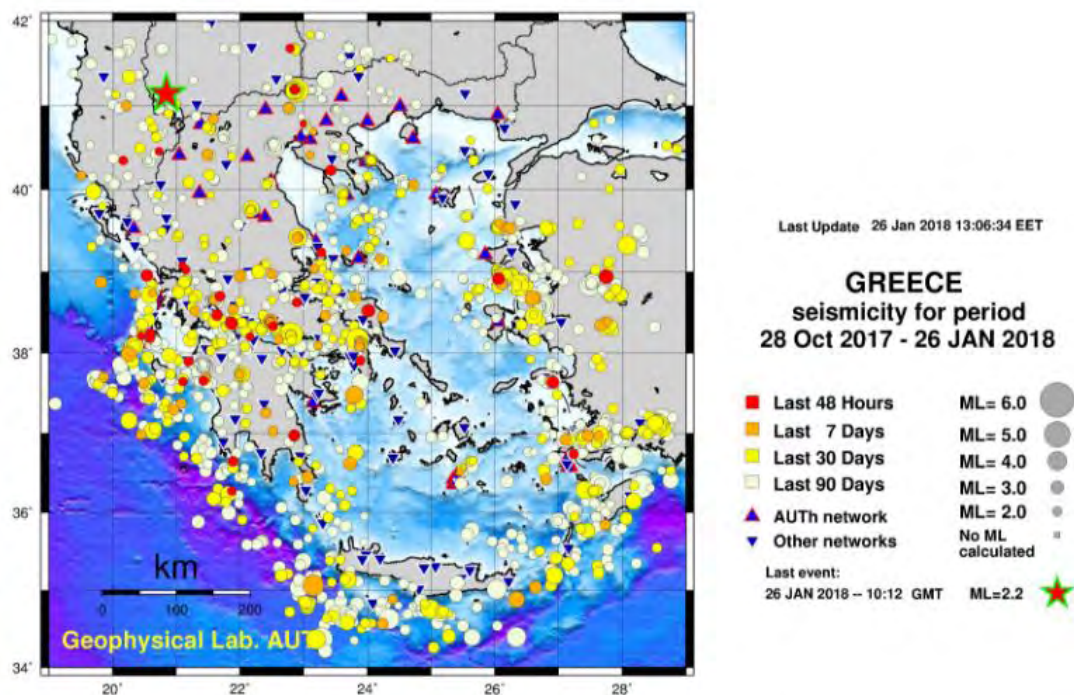 42°
40°
38°
36°
34°
20°
22°
24°
26°
28°
km
0
100
200
Geophysical Lab. AUT
Last Update 26 Jan 2018 13:06:34 EET
GREECE
seismicity for period
28 Oct 2017 - 26 JAN 2018
Last 48 Hours
Last 7 Days
Last 30 Days
Last 90 Days
AUTh network
Other networks
ML= 6.0
ML= 5.0
ML= 4.0
ML= 3.0
ML= 2.0
No ML
calculated
Last event:
26 JAN 2018 -- 10:12 GMT ML=2.2